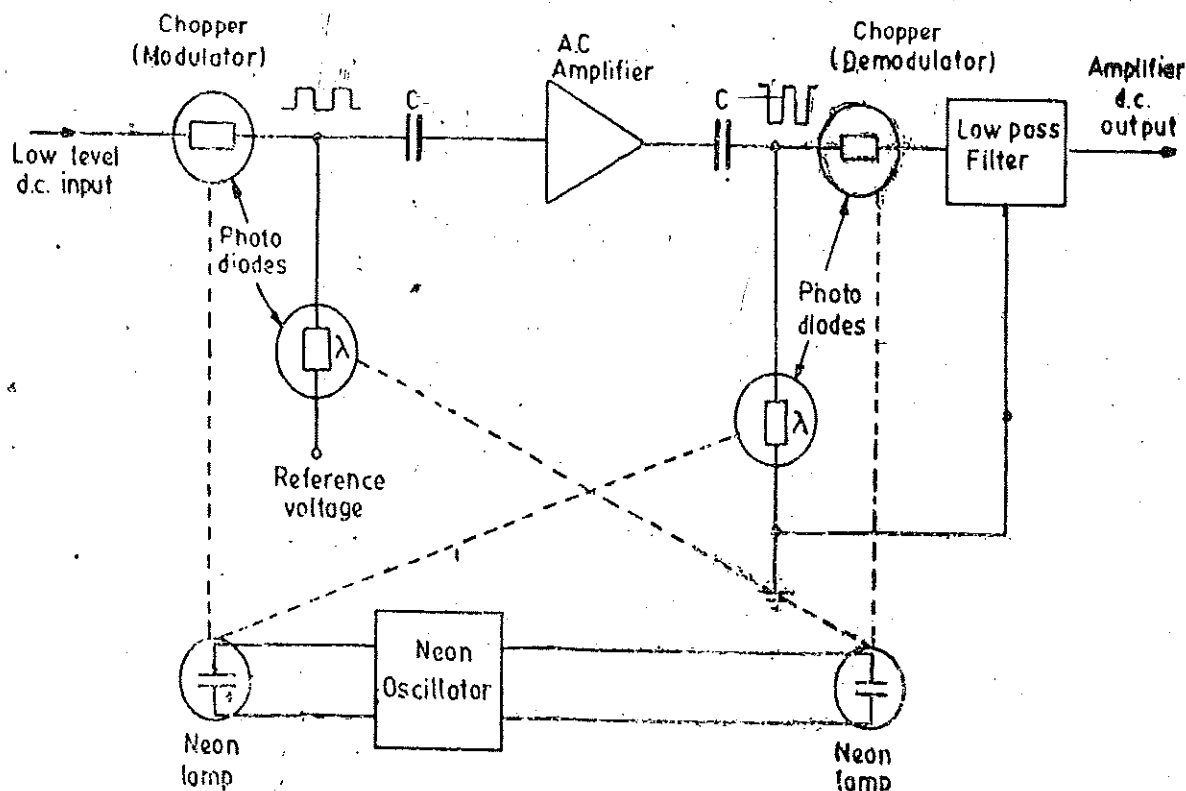 Chopper
(Modulator)
A.C
Amplifier
Chopper
(Demodulator)
Amplifier
d.c.
output
C
C
Low level
d.c. input
Low pass
Filter
Photo
diodes
λ
Photo
diodes
λ
Reference
voltage
Neon
Oscillator
Neon
lamp
Neon
lamp